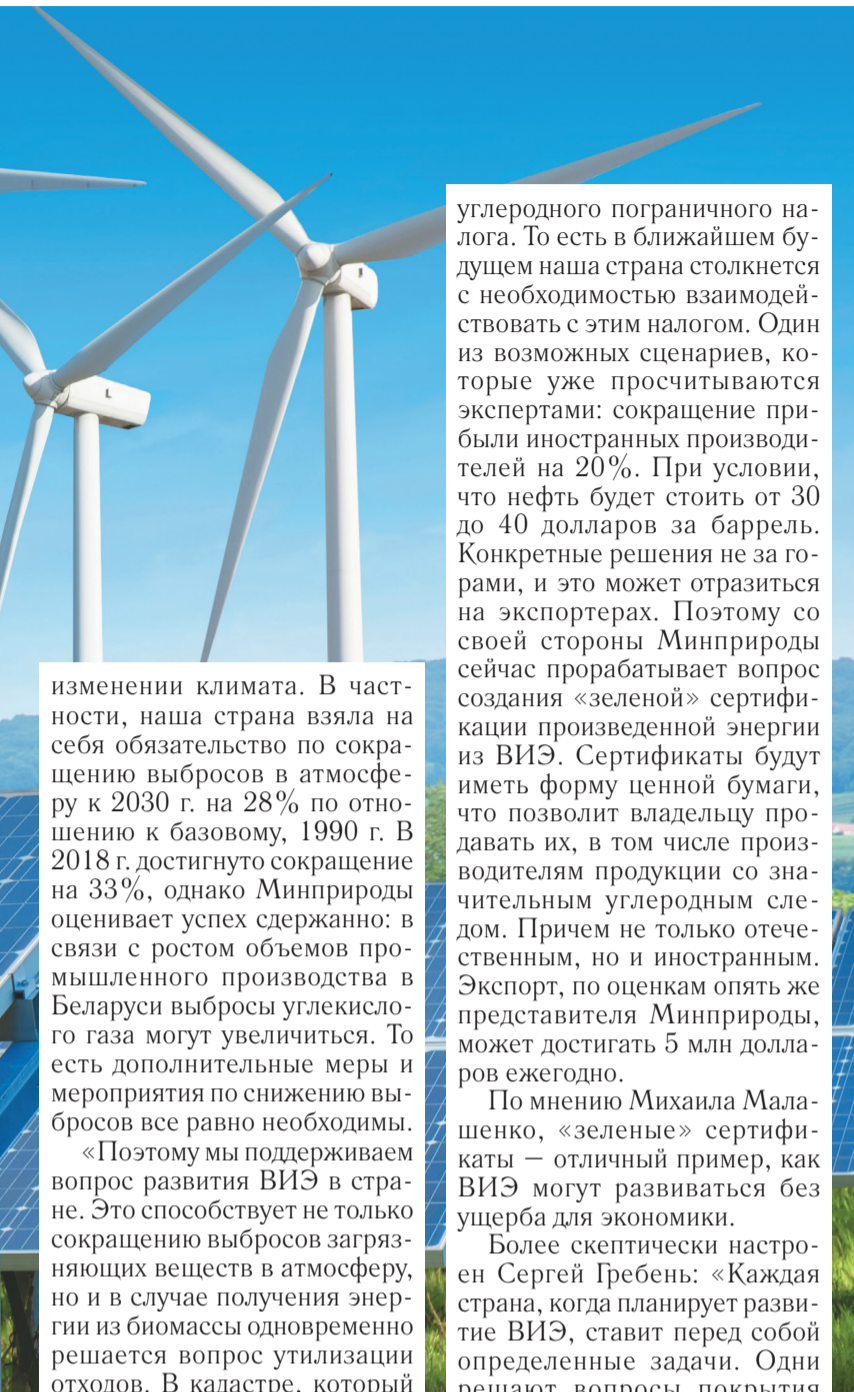 изменении климата. В част-
ности, наша страна взяла на
себя обязательство по сокра-
щению выбросов в атмосфе-
ру к 2030 г. на 28% по отно-
шению к базовому, 1990 г. В
2018 г. достигнуто сокращение
на 33%, однако Минприроды
оценивает успех сдержанно: в
связи с ростом объемов про-
мышленного производства в
Беларуси выбросы углекисло-
го газа могут увеличиться. То
есть дополнительные меры и
мероприятия по снижению вы-
бросов все равно необходимы.
«Поэтому мы поддерживаем
вопрос развития ВИЭ в стра-
не. Это способствует не только
сокращению выбросов загряз-
няющих веществ в атмосферу,
но и в случае получения энер-
гии из биомассы одновременно
решается вопрос утилизации
отходов. В кадастре, который
углеродного пограничного на-
лога. То есть в ближайшем бу-
дущем наша страна столкнется
с необходимостью взаимодей-
ствовать с этим налогом. Один
из возможных сценариев, ко-
торые уже просчитываются
экспертами: сокращение при-
были иностранных производи-
телей на 20%. При условии,
что нефть будет стоить от 30
до 40 долларов за баррель.
Конкретные решения не за го-
рами, и это может отразиться
на экспортерах. Поэтому со
своей стороны Минприроды
сейчас прорабатывает вопрос
создания «зеленой» сертифи-
кации произведенной энергии
из ВИЭ. Сертификаты будут
иметь форму ценной бумаги,
что позволит владельцу про-
давать их, в том числе произ-
водителям продукции со зна-
чительным углеродным сле-
дом. Причем не только отече-
ственным, но и иностранным.
Экспорт, по оценкам опять же
представителя Минприроды,
может достигать 5 млн долла-
ров ежегодно.
По мнению Михаила Мала-
шенко, «зеленые» сертифи-
каты — отличный пример, как
ВИЭ могут развиваться без
ущерба для экономики.
Более скептически настро-
ен Сергей Гребень: «Каждая
страна, когда планирует разви-
тие ВИЭ, ставит перед собой
определенные задачи. Одни
решают вопросы покрытия